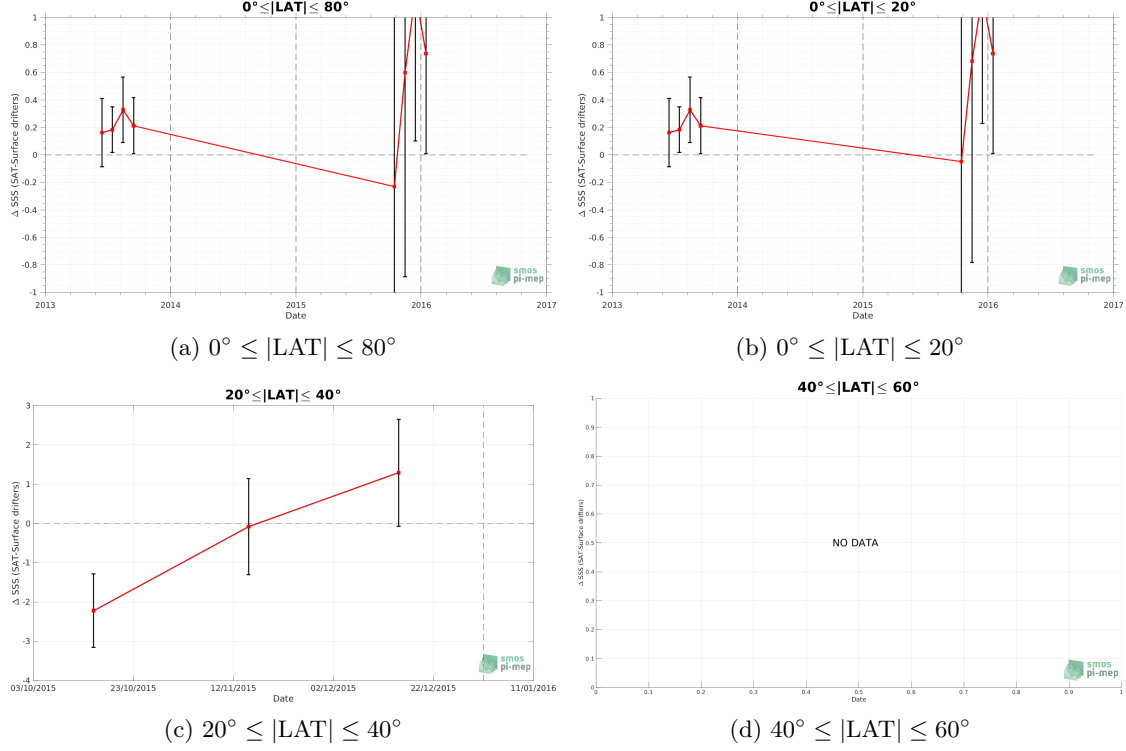 0°≤|LAT|≤ 80°
Δ SSS (SAT-Surface drifters)
1
0.8
0.6
0.4
0.2
0
-0.2
-0.4
-0.6
-0.8
-1
2013 2014 2015 2016 2017
Date
smos
pi-mep
(a) 0° ≤ |LAT| ≤ 80°
0°≤|LAT|≤ 20°
Δ SSS (SAT-Surface drifters)
1
0.8
0.6
0.4
0.2
0
-0.2
-0.4
-0.6
-0.8
-1
2013 2014 2015 2016 2017
Date
smos
pi-mep
(b) 0° ≤ |LAT| ≤ 20°
20°≤|LAT|≤ 40°
Δ SSS (SAT-Surface drifters)
3
2
1
0
-1
-2
-3
-4
03/10/2015 23/10/2015 12/11/2015 02/12/2015 22/12/2015 11/01/2016
Date
smos
pi-mep
(c) 20° ≤ |LAT| ≤ 40°
40°≤|LAT|≤ 60°
Δ SSS (SAT-Surface drifters)
1
0.9
0.8
0.7
0.6
0.5
0.4
0.3
0.2
0.1
0
NO DATA
0 0.1 0.2 0.3 0.4 0.5 0.6 0.7 0.8 0.9 1
Date
smos
pi-mep
(d) 40° ≤ |LAT| ≤ 60°